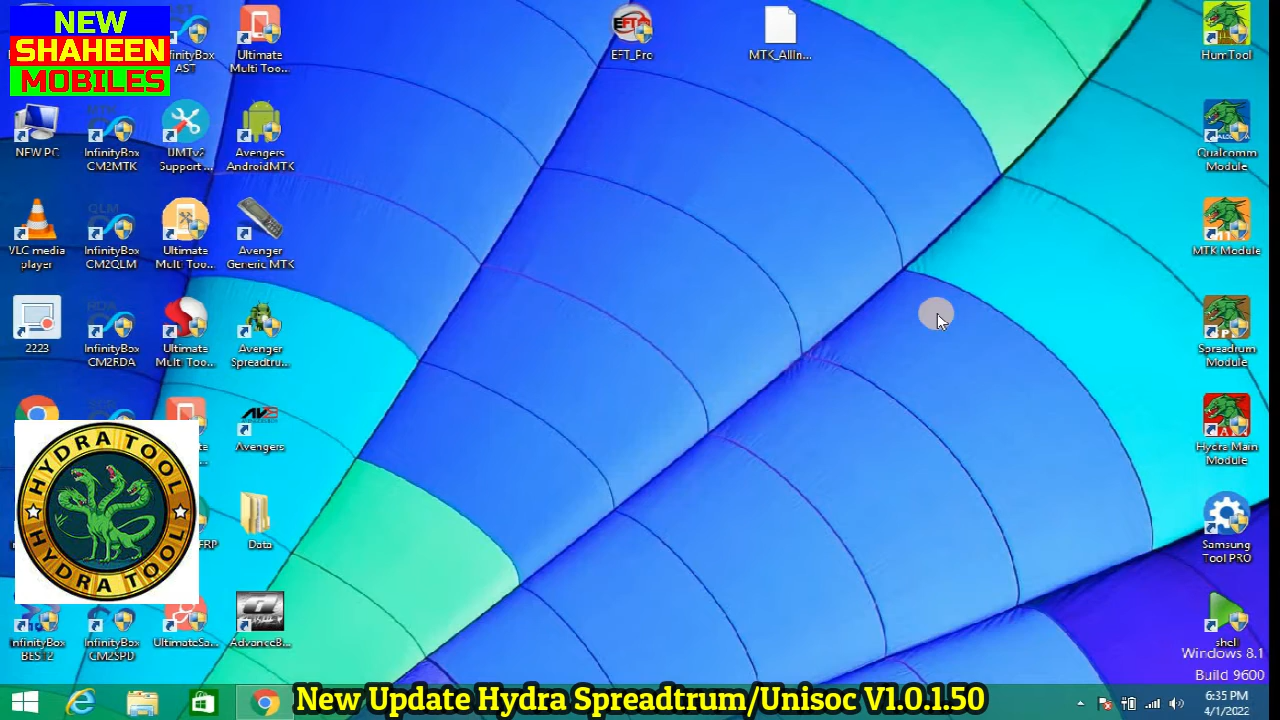 NEW
SHAHEEN
MOBILES
InfinityBox
AST
Ultimate
Multi Too...
EFT_Pro
MTK_AllIn...
HumTool
NEW PC
InfinityBox
CM2MTK
UMTv2
Support ...
Avengers
AndroidMTK
Qualcomm
Module
VLC media
player
InfinityBox
CM2QLM
Ultimate
Multi Too...
Avenger
Generic MTK
MTK Module
2223
InfinityBox
CM2RDA
Ultimate
Multi Too...
Avenger
Spreadtru...
Spreadrum
Module
Avengers
Hydra Main
Module
HYDRA TOOL
HYDRA TOOL
FRP
Data
Samsung
Tool PRO
InfinityBox
BEST2
InfinityBox
CM2SPD
UltimateSa...
AdvanceB...
shell
Windows 8.1
Build 9600
New Update Hydra Spreadtrum/Unisoc V1.0.1.50
6:35 PM
4/1/2022